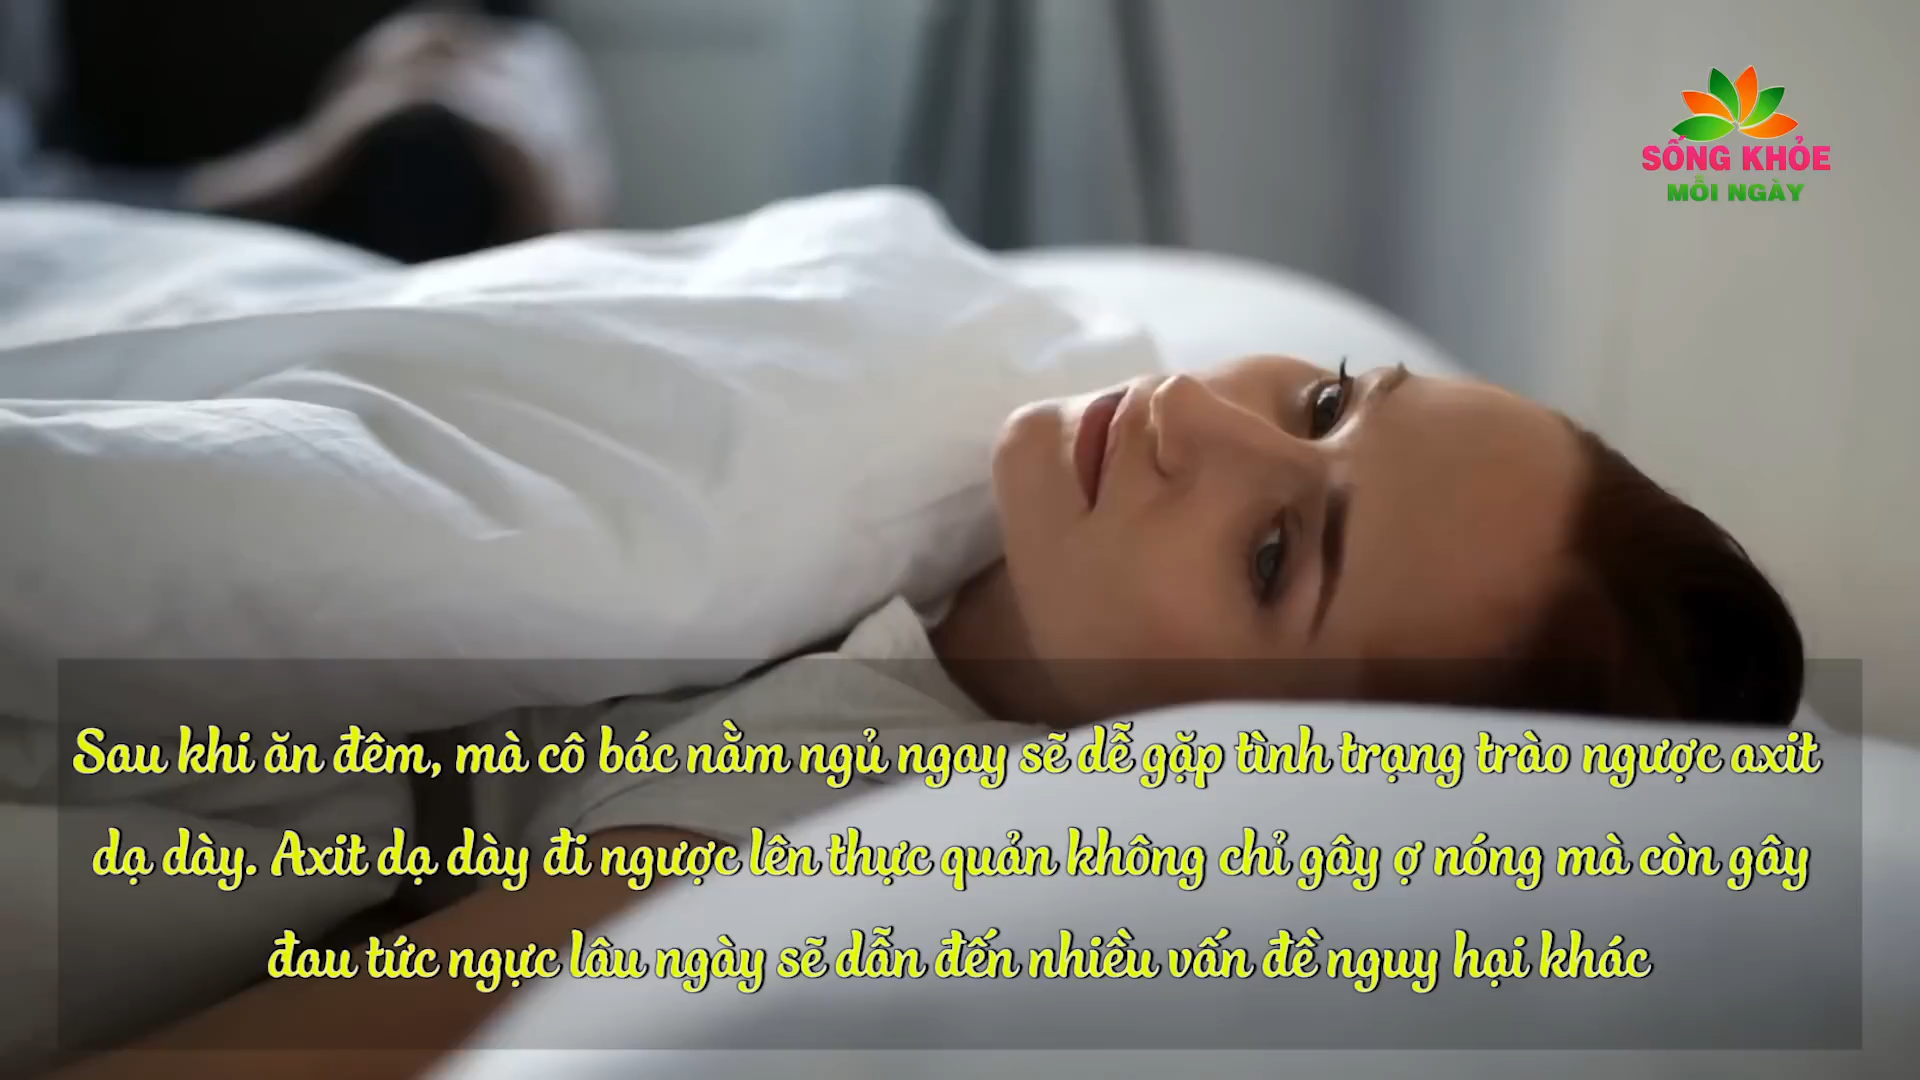 SỐNG KHỎE
MỖI NGÀY
Sau khi ăn đêm, mà cô bác nằm ngủ ngay sẽ dễ gặp tình trạng trào ngược axit
dạ dày. Axit dạ dày đi ngược lên thực quản không chỉ gây ợ nóng mà còn gây
đau tức ngực lâu ngày sẽ dẫn đến nhiều vấn đề nguy hại khác